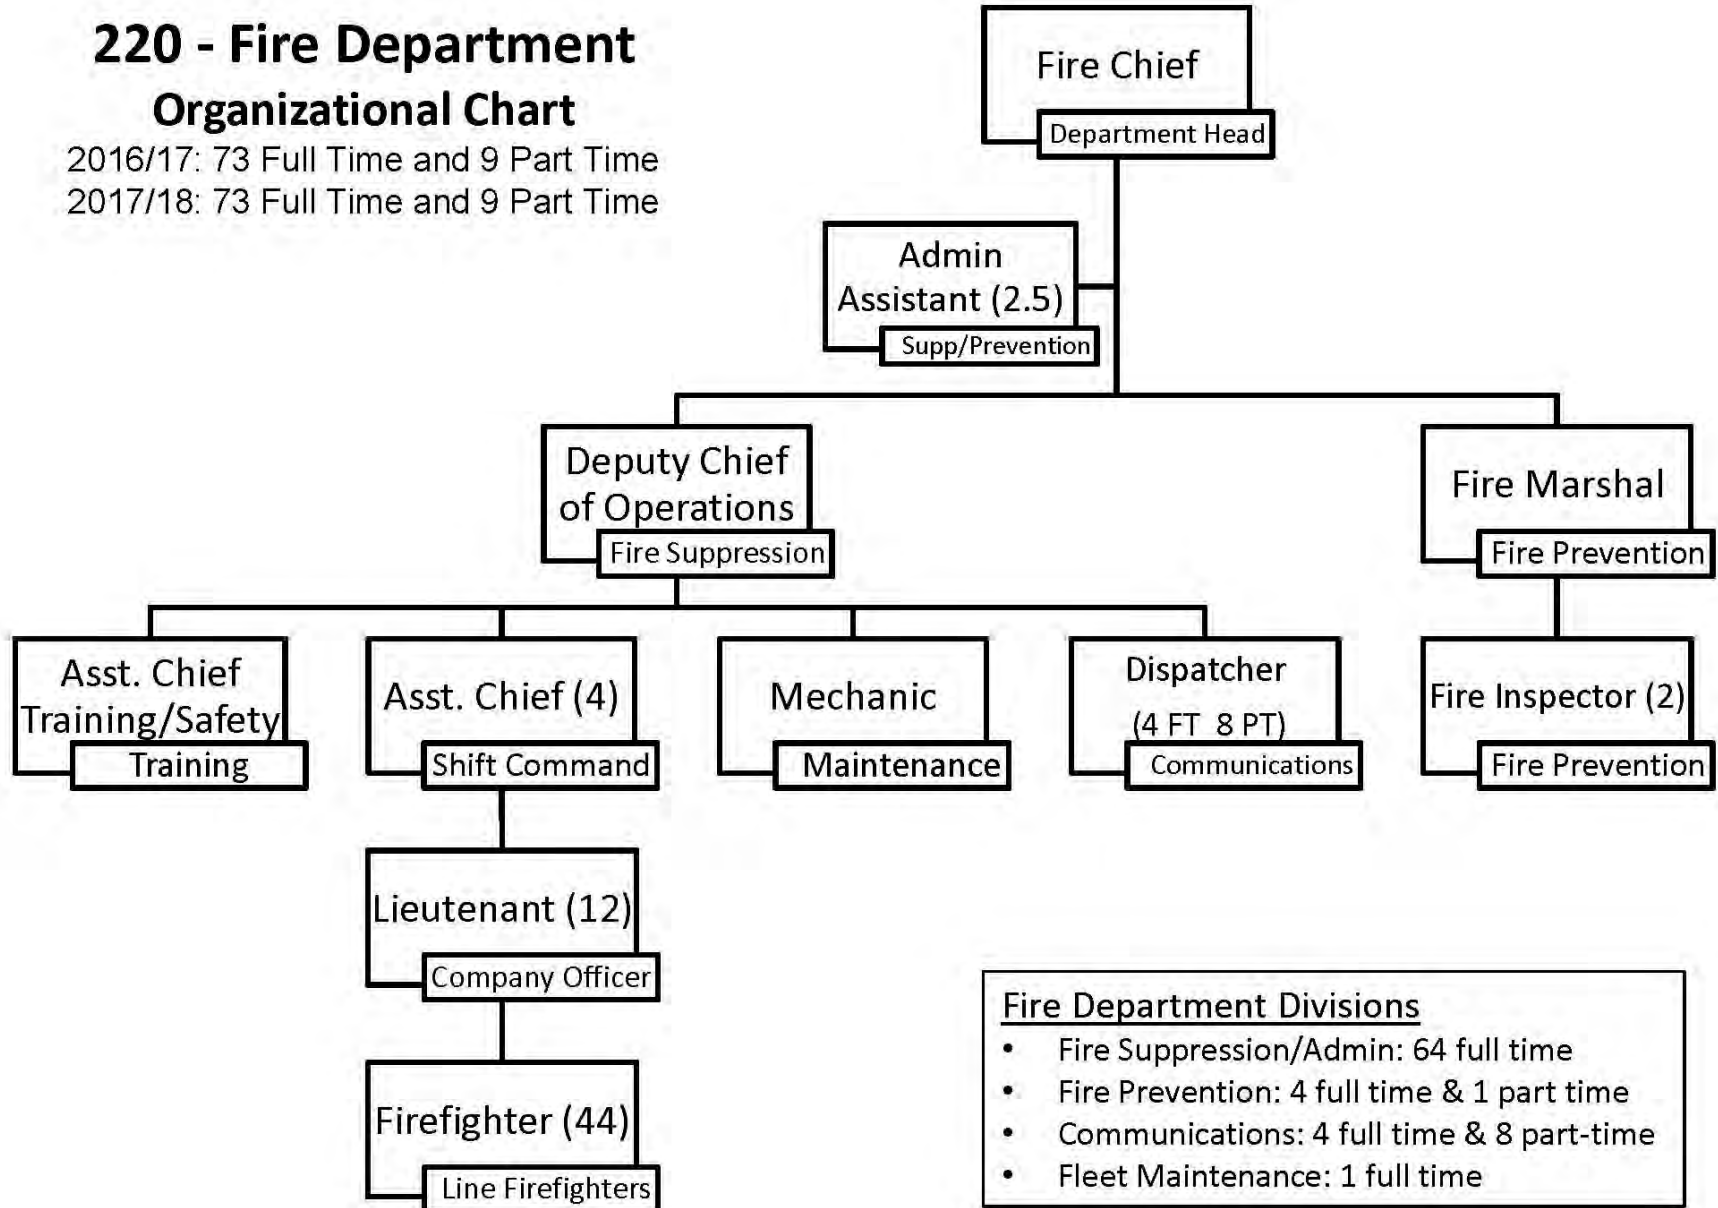 220 - Fire Department
Organizational Chart
2016/17: 73 Full Time and 9 Part Time
2017/18: 73 Full Time and 9 Part Time
Fire Chief
Department Head
Admin
Assistant (2.5)
Supp/Prevention
Deputy Chief
of Operations
Fire Suppression
Fire Marshal
Fire Prevention
Asst. Chief
Training/Safety
Training
Asst. Chief (4)
Shift Command
Mechanic
Maintenance
Dispatcher
(4 FT 8 PT)
Communications
Fire Inspector (2)
Fire Prevention
Lieutenant (12)
Company Officer
Firefighter (44)
Line Firefighters
Fire Department Divisions
• Fire Suppression/Admin: 64 full time
• Fire Prevention: 4 full time & 1 part time
• Communications: 4 full time & 8 part-time
• Fleet Maintenance: 1 full time